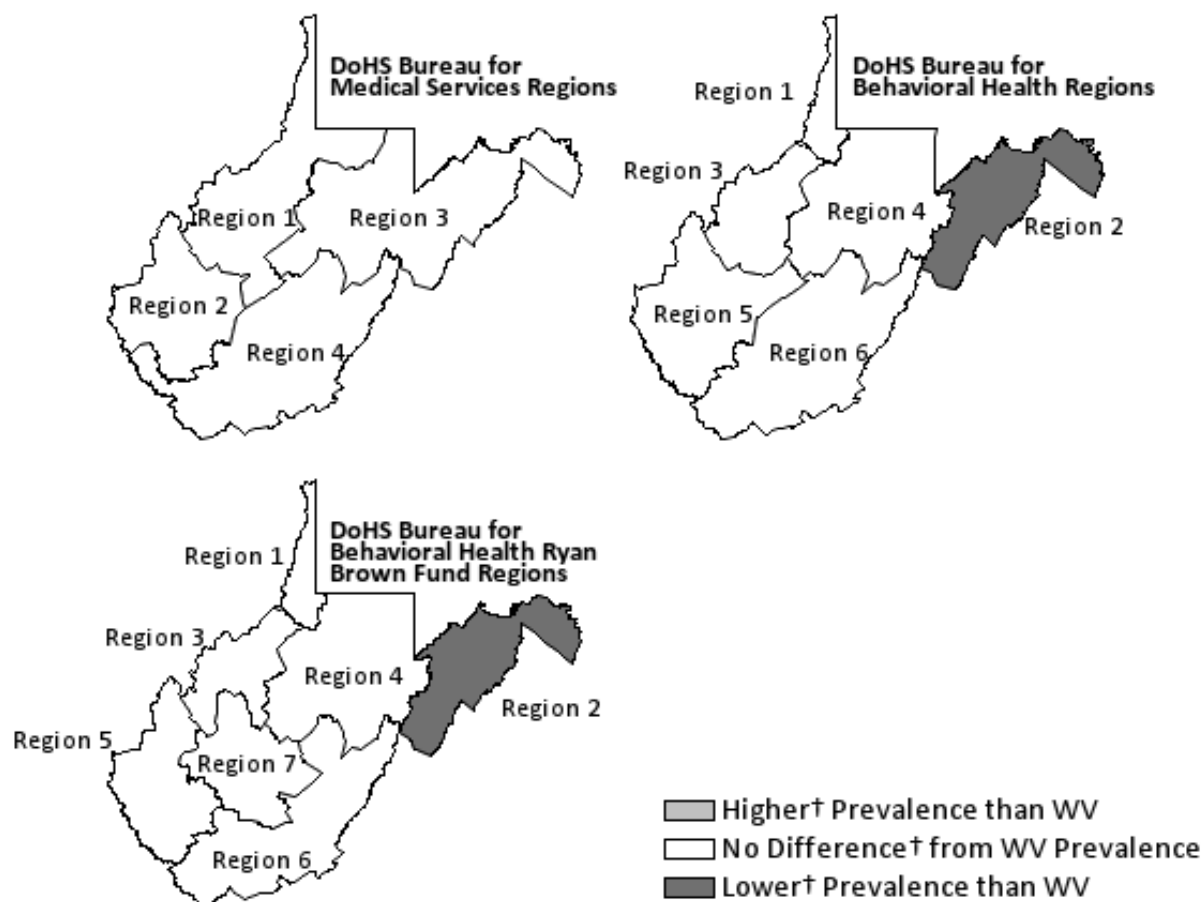 DoHS Bureau for
Medical Services Regions
Region 1
Region 3
Region 2
Region 4
DoHS Bureau for
Behavioral Health Regions
Region 1
Region 3
Region 4
Region 2
Region 5
Region 6
DoHS Bureau for
Behavioral Health Ryan
Brown Fund Regions
Region 1
Region 3
Region 4
Region 2
Region 5
Region 7
Region 6
Higher† Prevalence than WV
No Difference† from WV Prevalence
Lower† Prevalence than WV